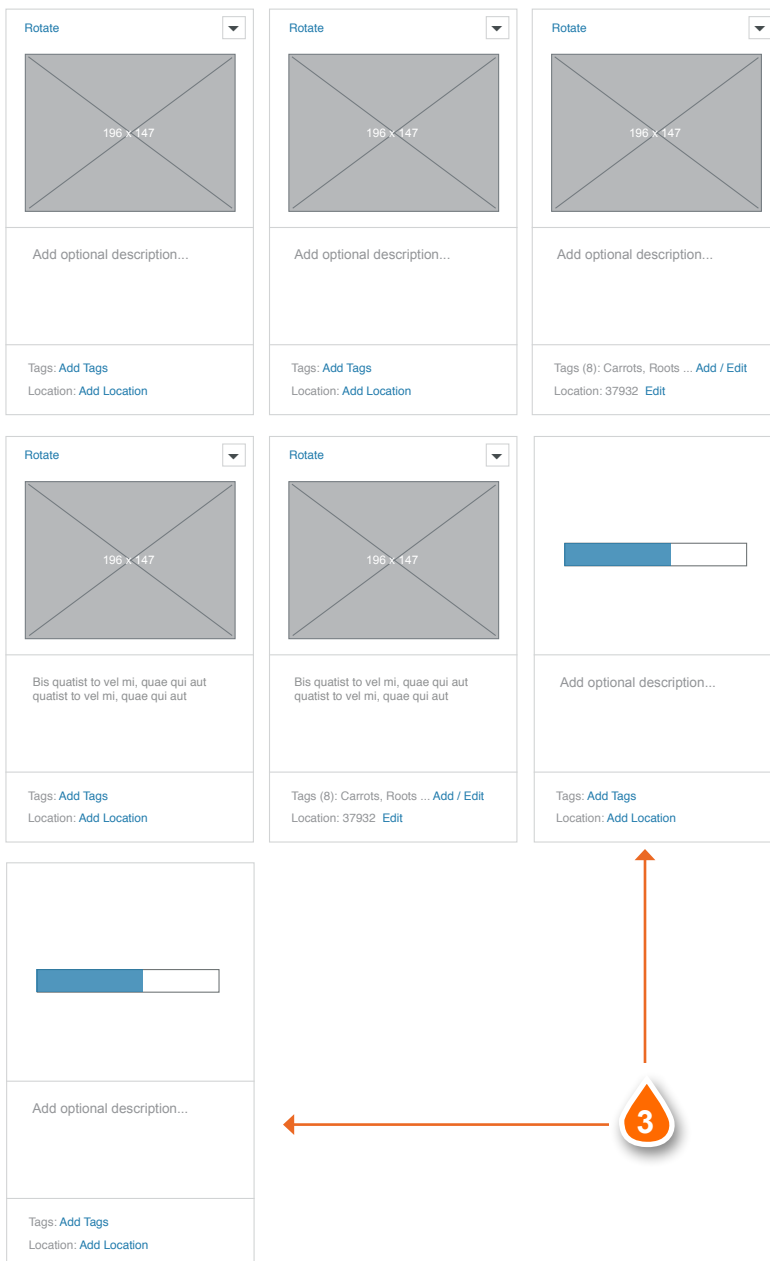 Rotate
196 x 147
Add optional description...
Tags: Add Tags
Location: Add Location
Rotate
196 x 147
Add optional description...
Tags: Add Tags
Location: Add Location
Rotate
196 x 147
Add optional description...
Tags (8): Carrots, Roots ... Add / Edit
Location: 37932 Edit
Rotate
196 x 147
Bis quatist to vel mi, quae qui aut
quatist to vel mi, quae qui aut
Tags: Add Tags
Location: Add Location
Rotate
196 x 147
Bis quatist to vel mi, quae qui aut
quatist to vel mi, quae qui aut
Tags (8): Carrots, Roots ... Add / Edit
Location: 37932 Edit
Add optional description...
Tags: Add Tags
Location: Add Location
Add optional description...
Tags: Add Tags
Location: Add Location
3